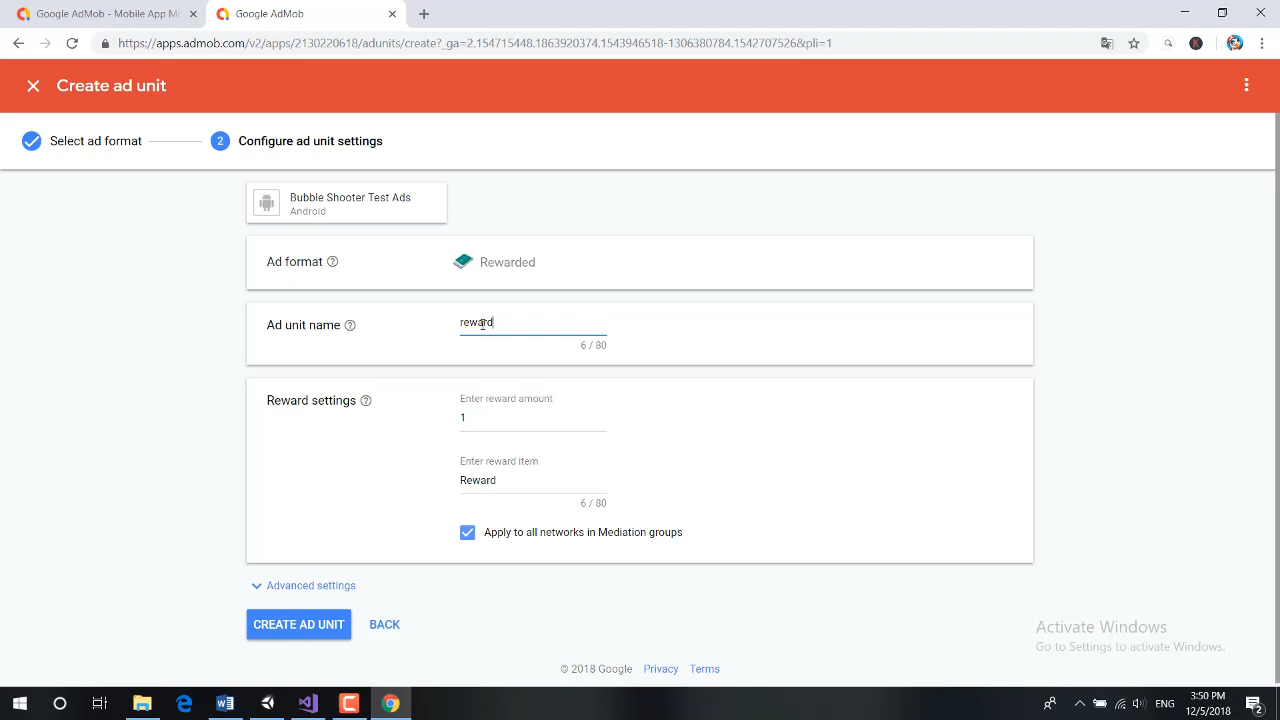 Google AdMob - Mobile App M
Google AdMob
https://apps.admob.com/v2/apps/2130220618/adunits/create?_ga=2.154715448.1863920374.1543946518-1306380784.1542707526&pli=1
Create ad unit
Select ad format
2
Configure ad unit settings
Bubble Shooter Test Ads
Android
Ad format
Rewarded
Ad unit name
reward
6 / 80
Reward settings
Enter reward amount
1
Enter reward item
Reward
6 / 80
Apply to all networks in Mediation groups
Advanced settings
CREATE AD UNIT
BACK
Activate Windows
Go to Settings to activate Windows.
© 2018 Google
Privacy
Terms
ENG
3:50 PM
12/5/2018
2